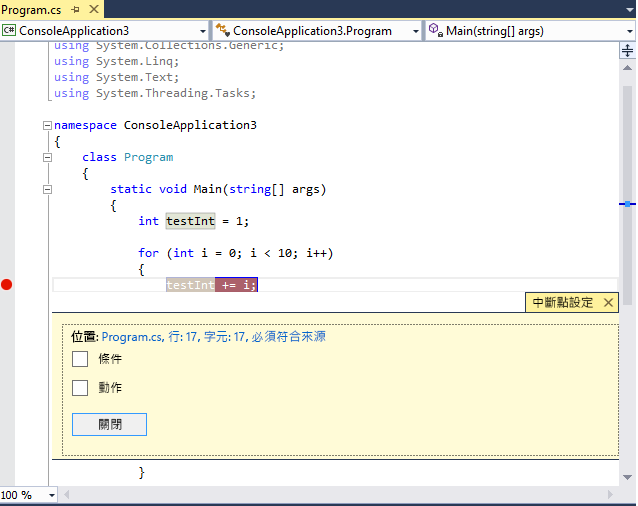 Program.cs
C# ConsoleApplication3 ConsoleApplication3.Program Main(string[] args)
using System.Collections.Generic;
using System.Linq;
using System.Text;
using System.Threading.Tasks;
namespace ConsoleApplication3
{
class Program
{
static void Main(string[] args)
{
int testInt = 1;
for (int i = 0; i < 10; i++)
{
testInt += i;
中斷點設定
位置: Program.cs, 行: 17, 字元: 17, 必須符合來源
條件
動作
關閉
}
100 %